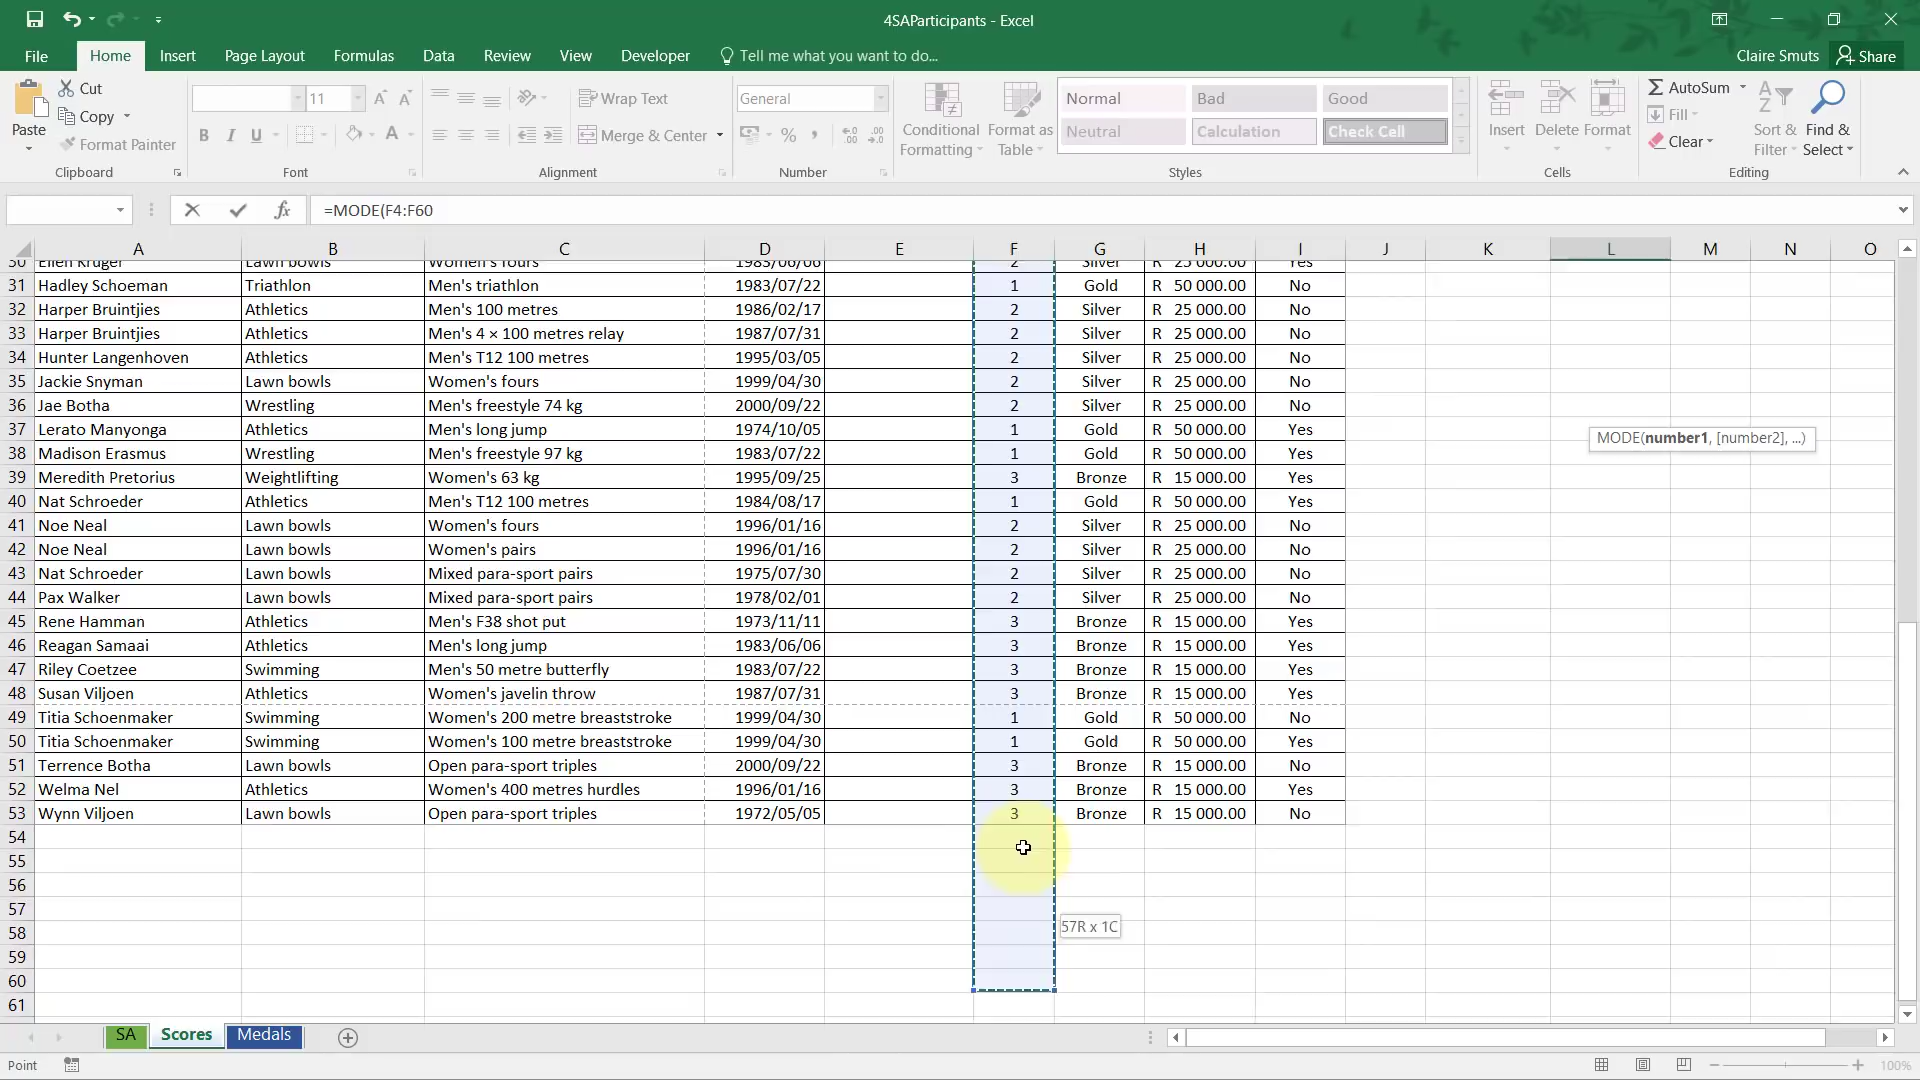 4SAParticipants - Excel
File Home Insert Page Layout Formulas Data Review View Developer Tell me what you want to do... Claire Smuts Share
Paste Cut Copy Format Painter Clipboard
11 Font
Wrap Text Merge & Center Alignment
General % Number
Conditional Formatting Format as Table
Normal Bad Good
Neutral Calculation Check Cell
Styles
Insert Delete Format Cells
AutoSum Fill Clear Sort & Filter Find & Select Editing
fx =MODE(F4:F60
A B C D E F G H I J K L M N O
30 Ellen Kruger Lawn bowls Women's fours 1983/06/06 2 Silver R 25 000.00 Yes
31 Hadley Schoeman Triathlon Men's triathlon 1983/07/22 1 Gold R 50 000.00 No
32 Harper Bruintjies Athletics Men's 100 metres 1986/02/17 2 Silver R 25 000.00 No
33 Harper Bruintjies Athletics Men's 4 × 100 metres relay 1987/07/31 2 Silver R 25 000.00 No
34 Hunter Langenhoven Athletics Men's T12 100 metres 1995/03/05 2 Silver R 25 000.00 No
35 Jackie Snyman Lawn bowls Women's fours 1999/04/30 2 Silver R 25 000.00 No
36 Jae Botha Wrestling Men's freestyle 74 kg 2000/09/22 2 Silver R 25 000.00 No
37 Lerato Manyonga Athletics Men's long jump 1974/10/05 1 Gold R 50 000.00 Yes
38 Madison Erasmus Wrestling Men's freestyle 97 kg 1983/07/22 1 Gold R 50 000.00 Yes
MODE(number1, [number2], ...)
39 Meredith Pretorius Weightlifting Women's 63 kg 1995/09/25 3 Bronze R 15 000.00 Yes
40 Nat Schroeder Athletics Men's T12 100 metres 1984/08/17 1 Gold R 50 000.00 Yes
41 Noe Neal Lawn bowls Women's fours 1996/01/16 2 Silver R 25 000.00 No
42 Noe Neal Lawn bowls Women's pairs 1996/01/16 2 Silver R 25 000.00 No
43 Nat Schroeder Lawn bowls Mixed para-sport pairs 1975/07/30 2 Silver R 25 000.00 No
44 Pax Walker Lawn bowls Mixed para-sport pairs 1978/02/01 2 Silver R 25 000.00 No
45 Rene Hamman Athletics Men's F38 shot put 1973/11/11 3 Bronze R 15 000.00 Yes
46 Reagan Samaai Athletics Men's long jump 1983/06/06 3 Bronze R 15 000.00 Yes
47 Riley Coetzee Swimming Men's 50 metre butterfly 1983/07/22 3 Bronze R 15 000.00 Yes
48 Susan Viljoen Athletics Women's javelin throw 1987/07/31 3 Bronze R 15 000.00 Yes
49 Titia Schoenmaker Swimming Women's 200 metre breaststroke 1999/04/30 1 Gold R 50 000.00 No
50 Titia Schoenmaker Swimming Women's 100 metre breaststroke 1999/04/30 1 Gold R 50 000.00 Yes
51 Terrence Botha Lawn bowls Open para-sport triples 2000/09/22 3 Bronze R 15 000.00 No
52 Welma Nel Athletics Women's 400 metres hurdles 1996/01/16 3 Bronze R 15 000.00 Yes
53 Wynn Viljoen Lawn bowls Open para-sport triples 1972/05/05 3 Bronze R 15 000.00 No
54
55
56
57
58 57R x 1C
59
60
61
SA Scores Medals
Point 100%